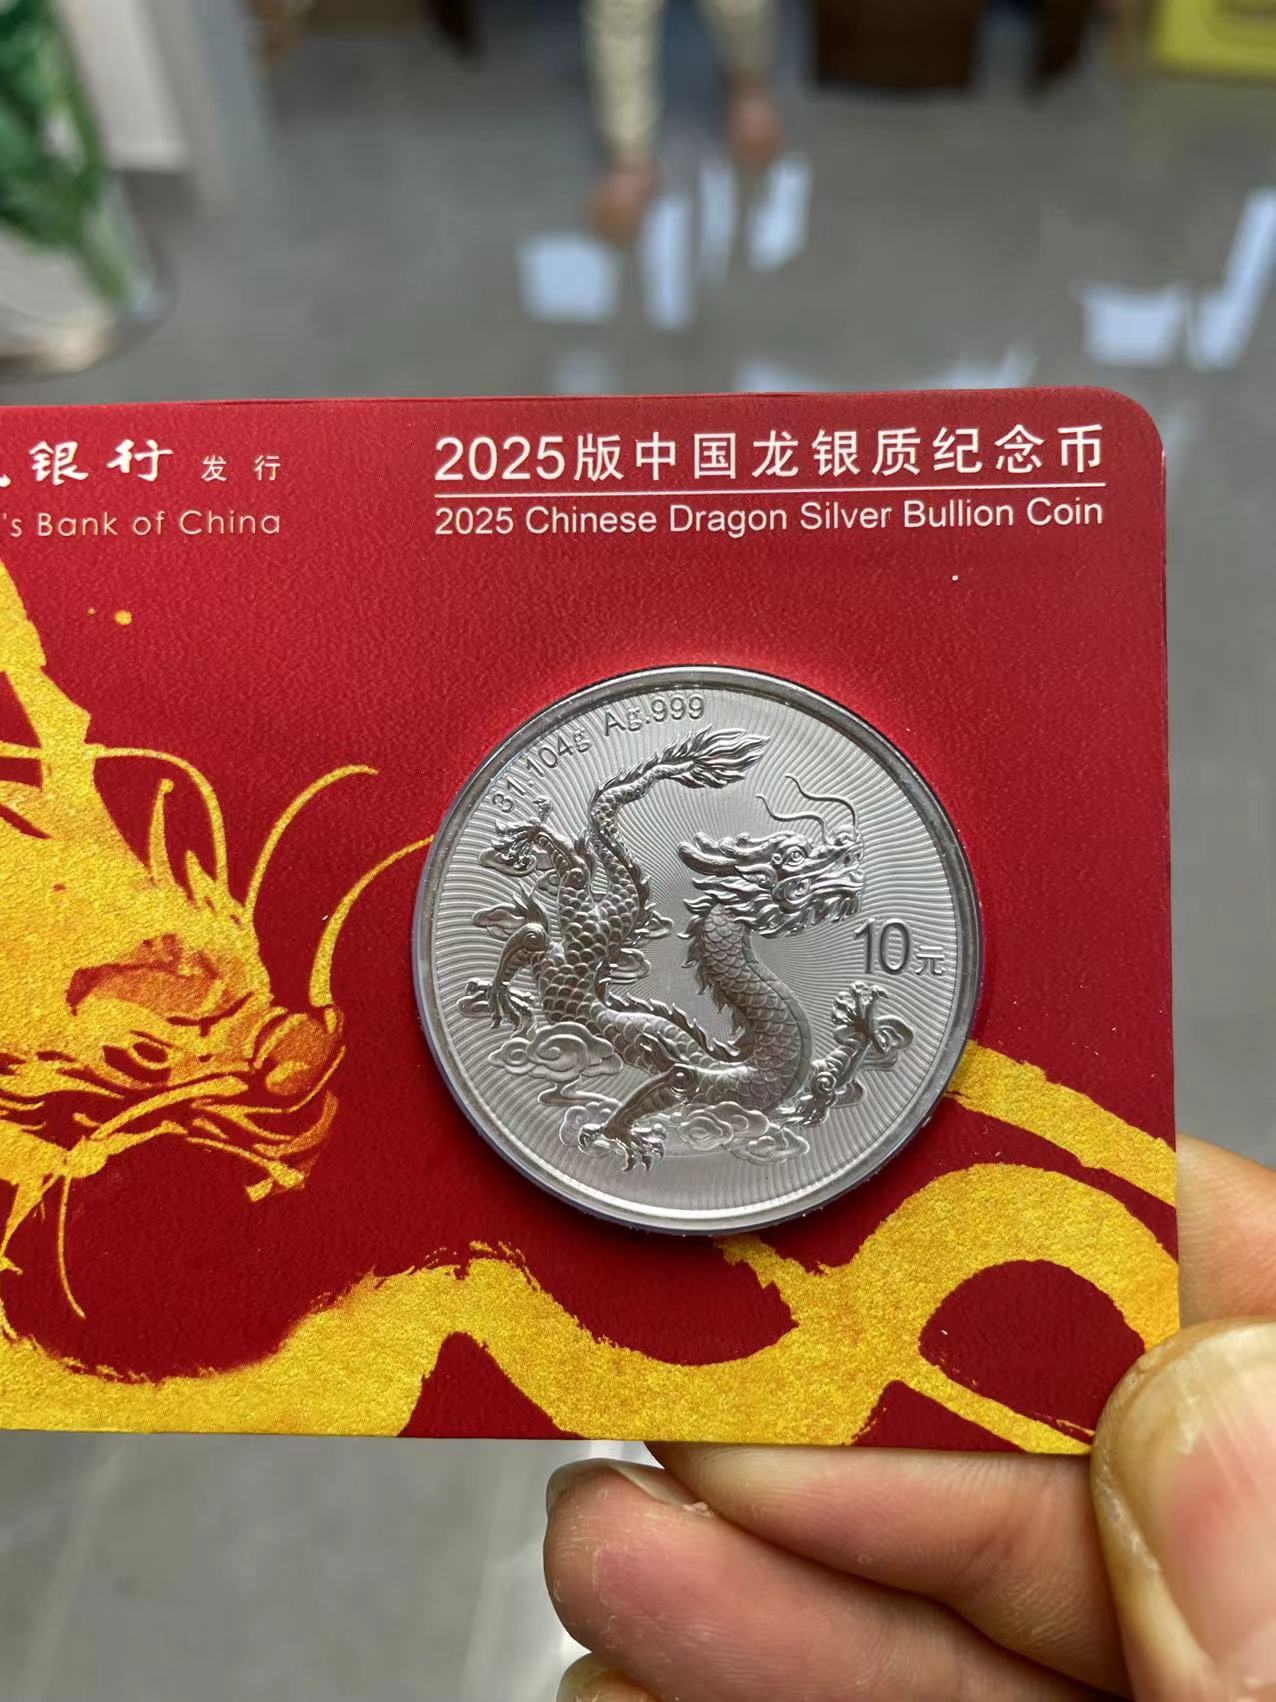 银行 发行
's Bank of China
2025版中国龙银质纪念币
2025 Chinese Dragon Silver Bullion Coin
31.104g Ag.999
10元